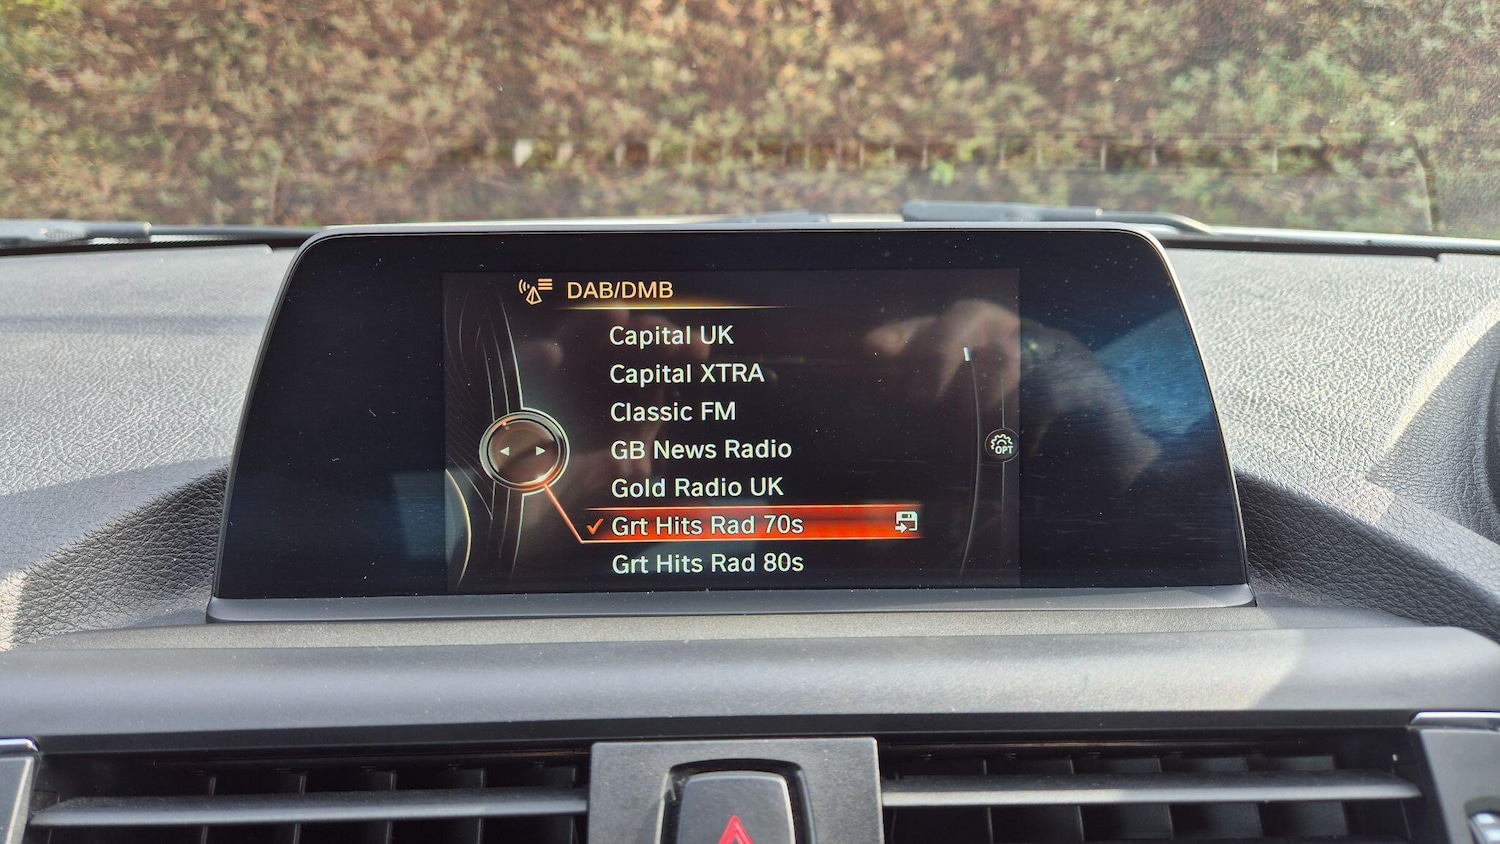 DAB/DMB
Capital UK
Capital XTRA
Classic FM
GB News Radio
OPT
Gold Radio UK
Grt Hits Rad 70s
Grt Hits Rad 80s